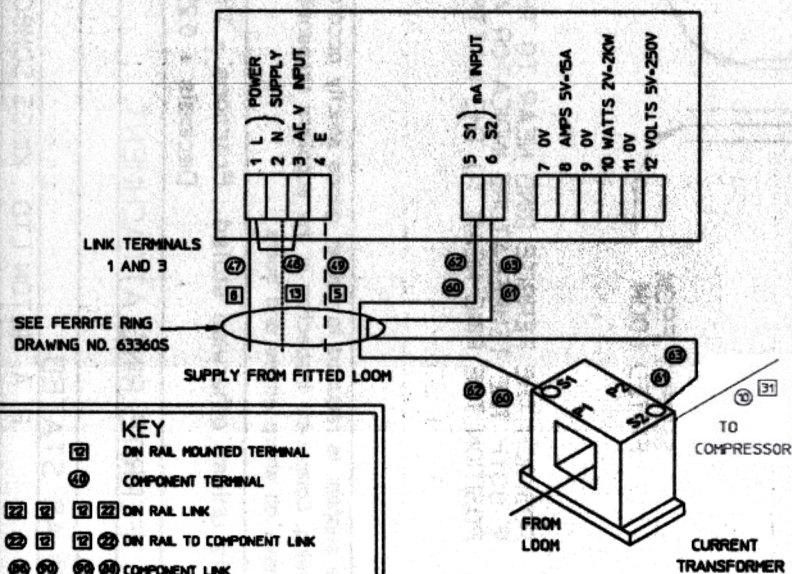 1 L } POWER
2 N } SUPPLY
3 AC V INPUT
4 E
5 S1 } mA INPUT
6 S2
7 0V
8 AMPS 5V=15A
9 0V
10 WATTS 2V=2KW
11 0V
12 VOLTS 5V=250V
LINK TERMINALS
1 AND 3
47 48 49
8 13 5
62 63
60 61
SEE FERRITE RING
DRAWING NO. 63360S
SUPPLY FROM FITTED LOOM
62 60
63
61
S1 P2
P1 S2
10 31
TO
COMPRESSOR
FROM
LOOM
CURRENT
TRANSFORMER
KEY
12 DIN RAIL MOUNTED TERMINAL
40 COMPONENT TERMINAL
22 12 12 22 DIN RAIL LINK
22 12 12 22 DIN RAIL TO COMPONENT LINK
COMPONENT LINK